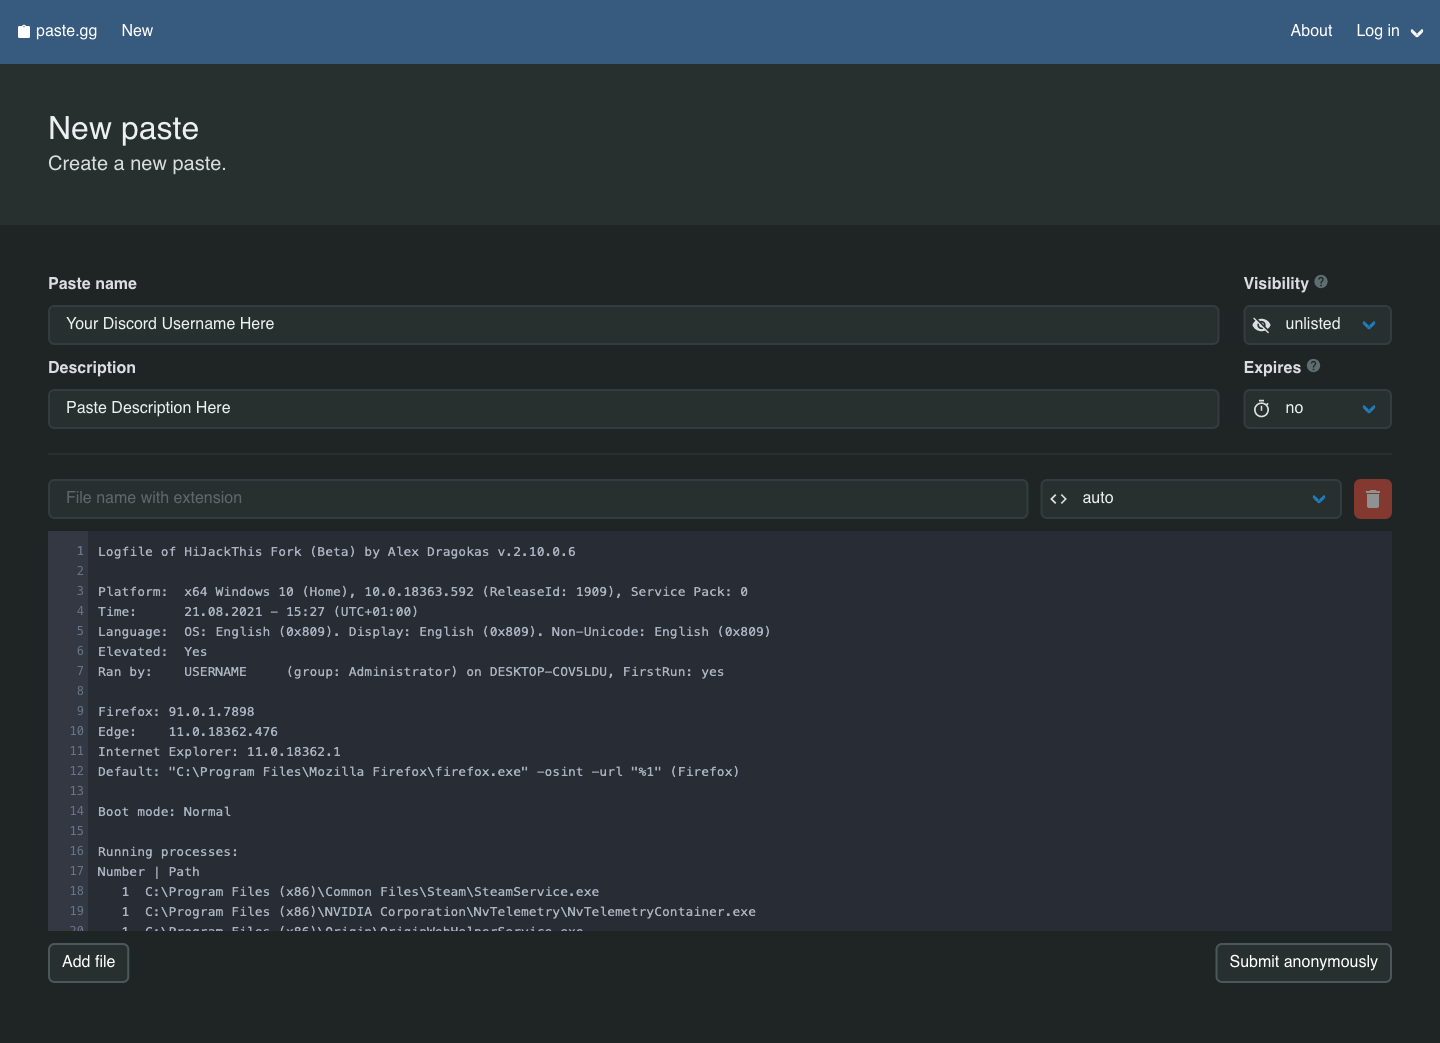 paste.gg New About Log in
New paste
Create a new paste.
Paste name Visibility ?
Your Discord Username Here unlisted
Description Expires ?
Paste Description Here no
File name with extension auto
1 Logfile of HiJackThis Fork (Beta) by Alex Dragokas v.2.10.0.6
2
3 Platform:  x64 Windows 10 (Home), 10.0.18363.592 (ReleaseId: 1909), Service Pack: 0
4 Time:      21.08.2021 - 15:27 (UTC+01:00)
5 Language:  OS: English (0x809). Display: English (0x809). Non-Unicode: English (0x809)
6 Elevated:  Yes
7 Ran by:    USERNAME     (group: Administrator) on DESKTOP-COV5LDU, FirstRun: yes
8
9 Firefox: 91.0.1.7898
10 Edge:    11.0.18362.476
11 Internet Explorer: 11.0.18362.1
12 Default: "C:\Program Files\Mozilla Firefox\firefox.exe" -osint -url "%1" (Firefox)
13
14 Boot mode: Normal
15
16 Running processes:
17 Number | Path
18    1  C:\Program Files (x86)\Common Files\Steam\SteamService.exe
19    1  C:\Program Files (x86)\NVIDIA Corporation\NvTelemetry\NvTelemetryContainer.exe
20    1  C:\Program Files (x86)\Origin\OriginWebHelperService.exe
Add file Submit anonymously